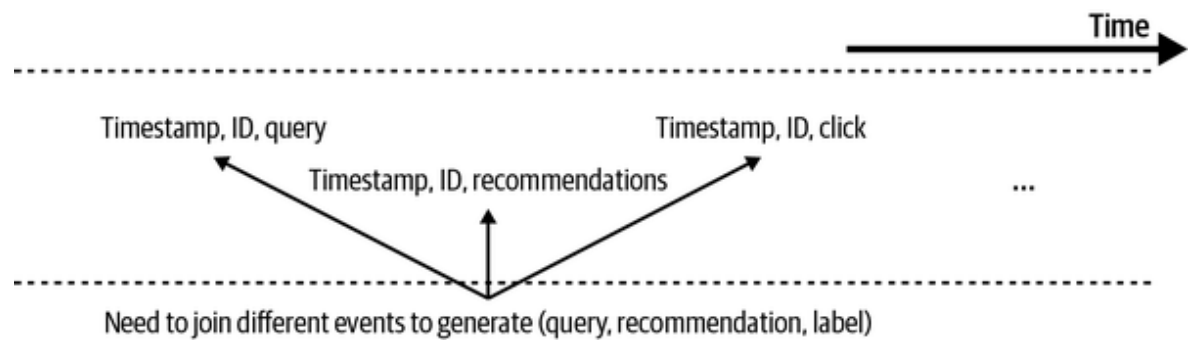 Time
Timestamp, ID, query
Timestamp, ID, click
Timestamp, ID, recommendations
...
Need to join different events to generate (query, recommendation, label)